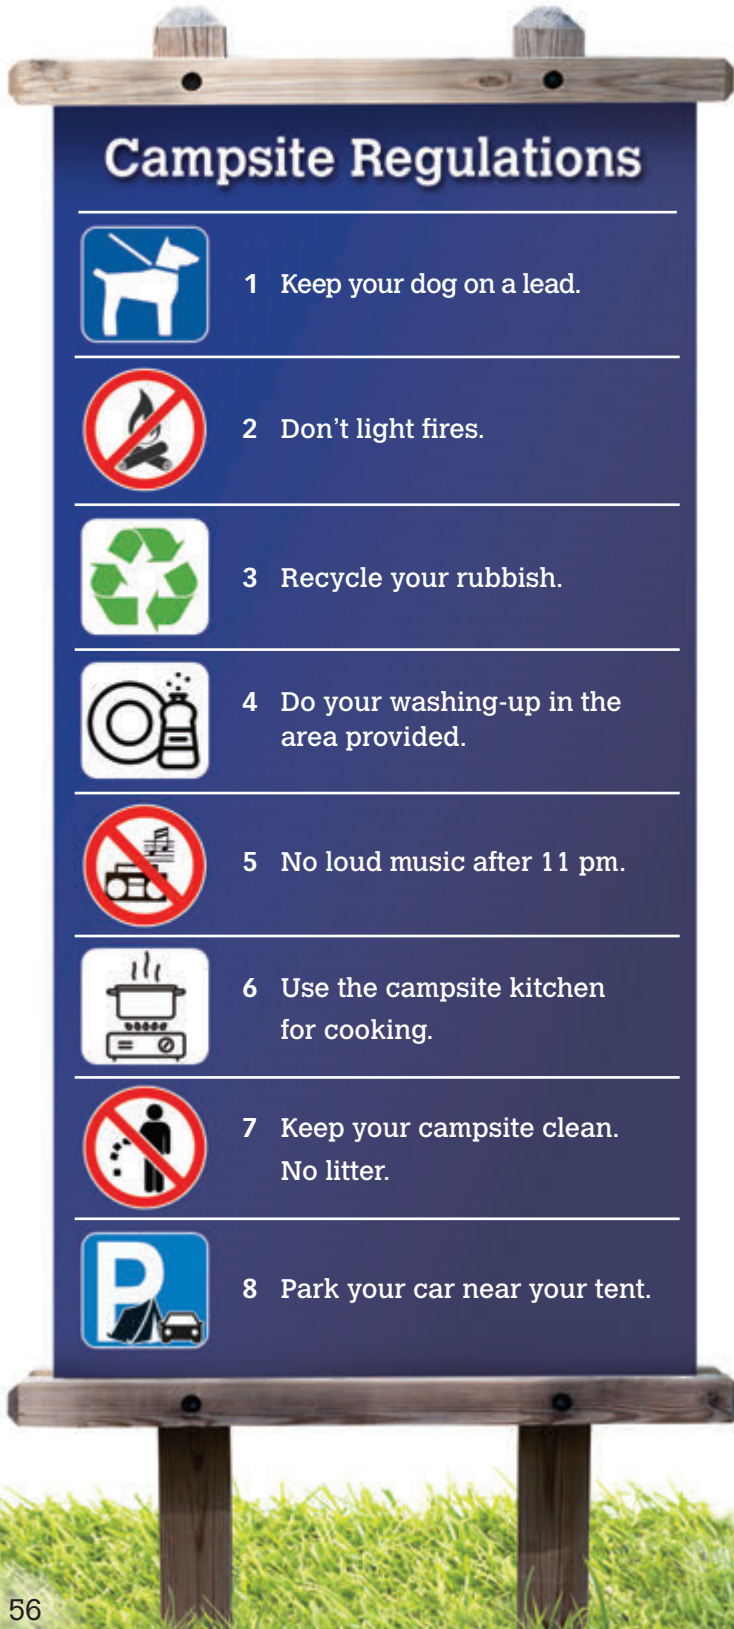 Campsite Regulations
1 Keep your dog on a lead.
2 Don't light fires.
3 Recycle your rubbish.
4 Do your washing-up in the
area provided.
5 No loud music after 11 pm.
6 Use the campsite kitchen
for cooking.
7 Keep your campsite clean.
No litter.
P
8 Park your car near your tent.
56